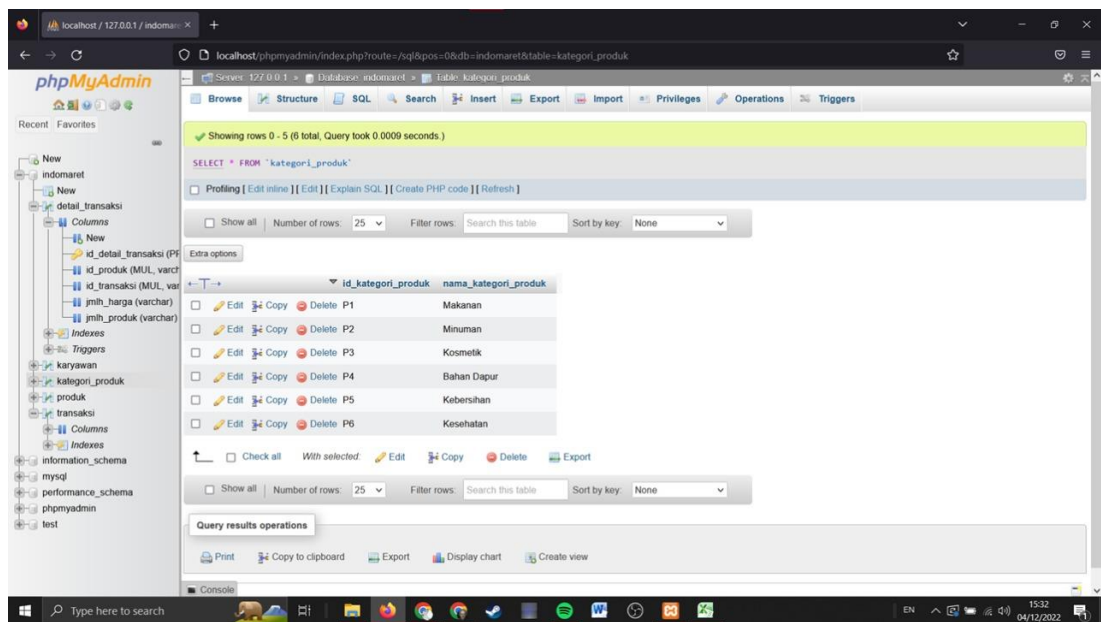 localhost / 127.0.0.1 / indomare
localhost/phpmyadmin/index.php?route=/sql&pos=0&db=indomaret&table=kategori_produk
phpMyAdmin
Recent Favorites
New
indomaret
New
detail_transaksi
Columns
New
id_detail_transaksi (PF
id_produk (MUL, varch
id_transaksi (MUL, var
jmlh_harga (varchar)
jmlh_produk (varchar)
Indexes
Triggers
karyawan
kategori_produk
produk
transaksi
Columns
Indexes
information_schema
mysql
performance_schema
phpmyadmin
test
Server: 127.0.0.1 » Database: indomaret » Table: kategori_produk
Browse Structure SQL Search Insert Export Import Privileges Operations Triggers
Showing rows 0 - 5 (6 total, Query took 0.0009 seconds.)
SELECT * FROM `kategori_produk`
Profiling [ Edit inline ] [ Edit ] [ Explain SQL ] [ Create PHP code ] [ Refresh ]
Show all | Number of rows: 25 Filter rows: Search this table Sort by key: None
Extra options
←T→ id_kategori_produk nama_kategori_produk
Edit Copy Delete P1 Makanan
Edit Copy Delete P2 Minuman
Edit Copy Delete P3 Kosmetik
Edit Copy Delete P4 Bahan Dapur
Edit Copy Delete P5 Kebersihan
Edit Copy Delete P6 Kesehatan
Check all With selected: Edit Copy Delete Export
Show all | Number of rows: 25 Filter rows: Search this table Sort by key: None
Query results operations
Print Copy to clipboard Export Display chart Create view
Console
Type here to search
EN
15:32
04/12/2022